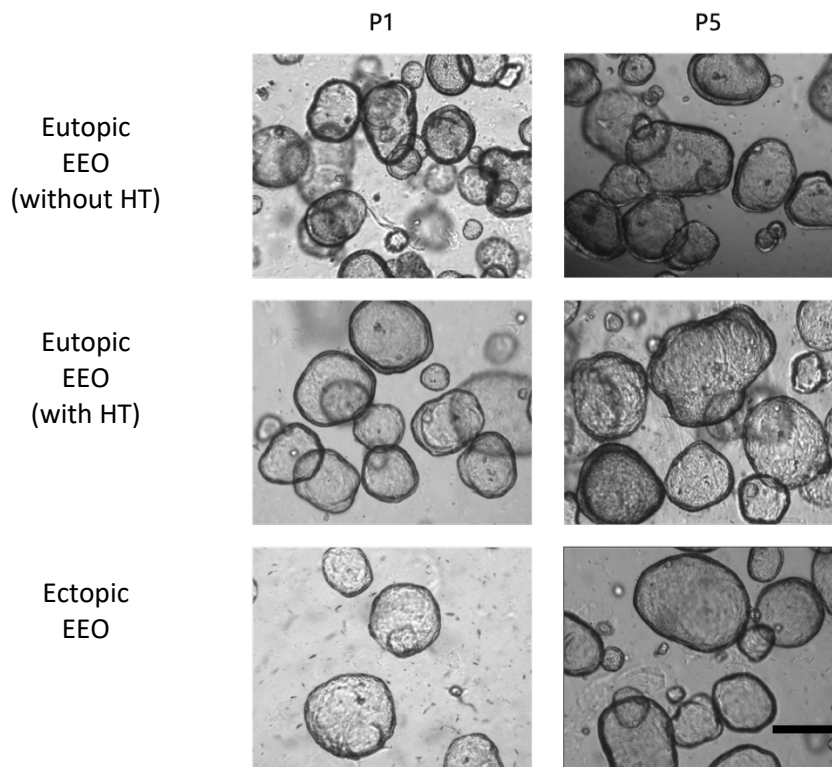 P1 P5
Eutopic
EEO
(without HT)
Eutopic
EEO
(with HT)
Ectopic
EEO